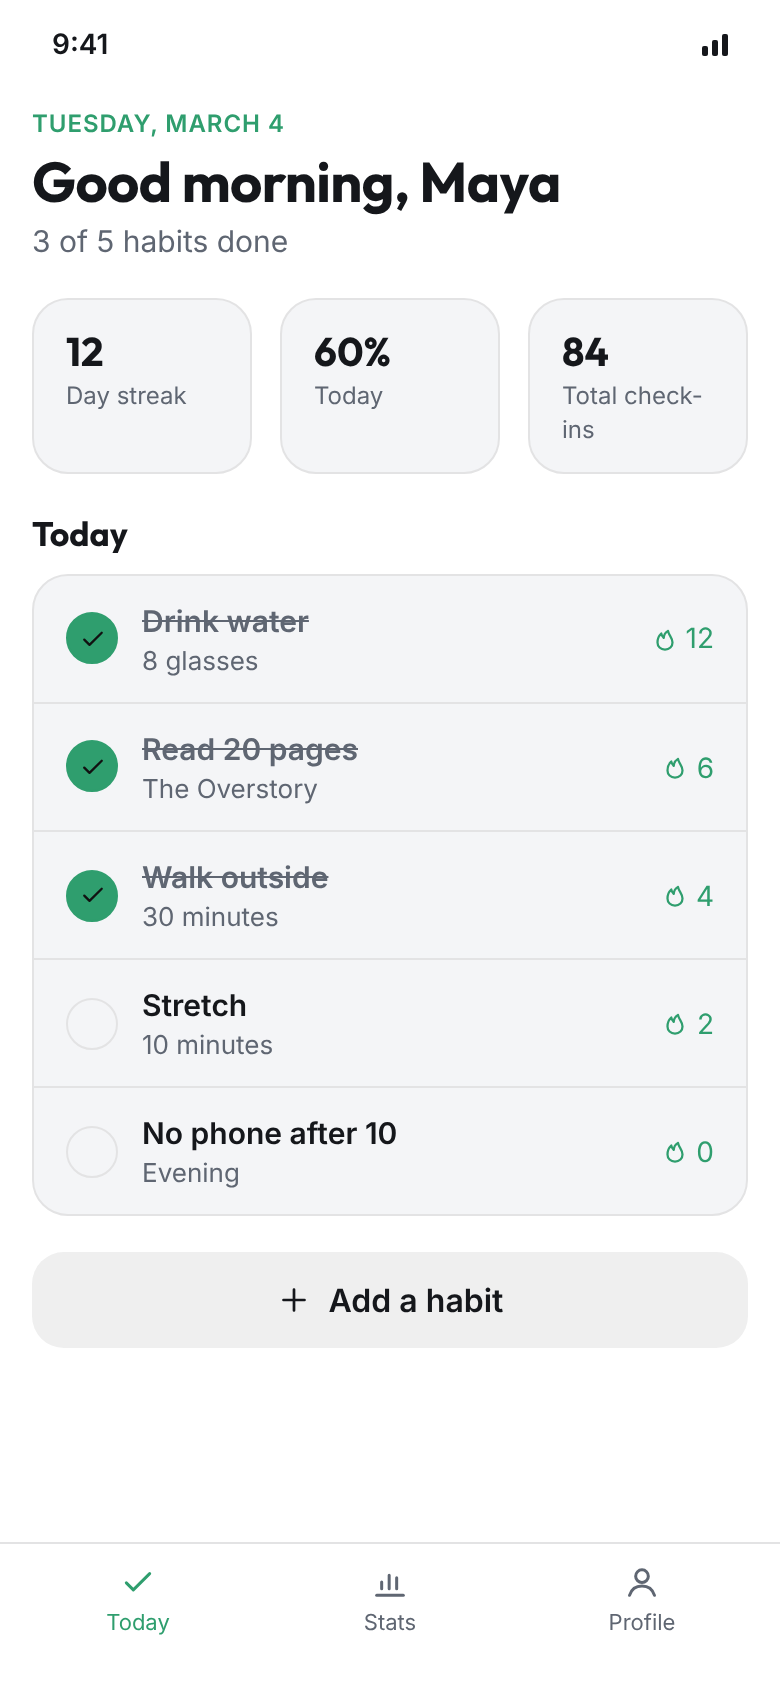 9:41
TUESDAY, MARCH 4
Good morning, Maya
3 of 5 habits done
12
Day streak
60%
Today
84
Total check-
ins
Today
Drink water
8 glasses
12
Read 20 pages
The Overstory
6
Walk outside
30 minutes
4
Stretch
10 minutes
2
No phone after 10
Evening
0
Add a habit
Today
Stats
Profile